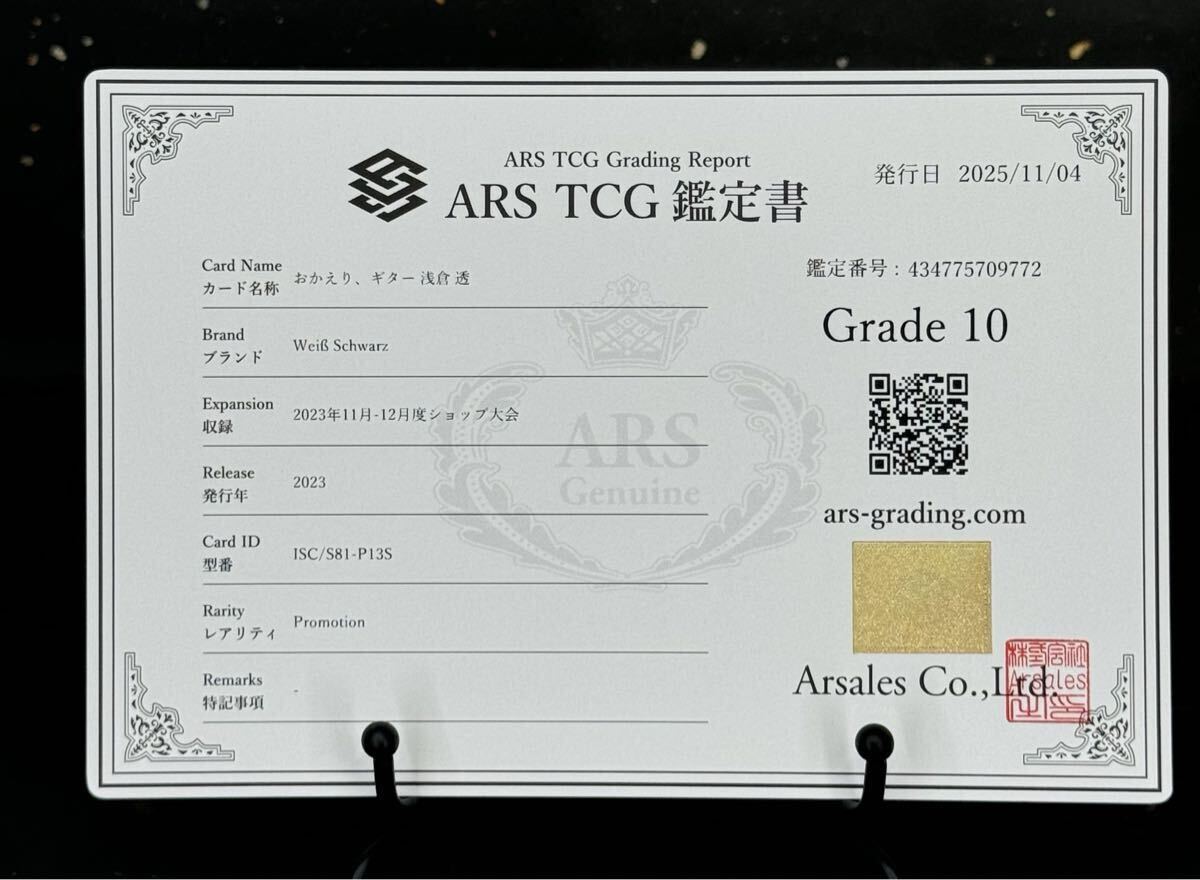 ARS TCG Grading Report
ARS TCG 鑑定書
発行日 2025/11/04
Card Name
カード名称
おかえり、ギター 浅倉 透
Brand
ブランド
Weiß Schwarz
Expansion
収録
2023年11月-12月度ショップ大会
Release
発行年
2023
Card ID
型番
ISC/S81-P13S
Rarity
レアリティ
Promotion
Remarks
特記事項
-
ARS
Genuine
鑑定番号：434775709772
Grade 10
ars-grading.com
Arsales Co.,Ltd.
株式会社
Arsales